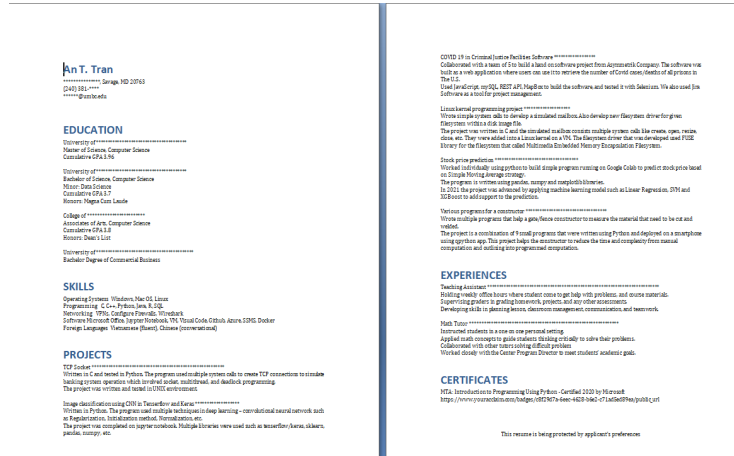 An T. Tran
****************, Savage, MD 20763
(240) 381-****
******@umbc.edu
EDUCATION
University of ************************************
Master of Science, Computer Science
Cumulative GPA 3.96
University of ************************************
Bachelor of Science, Computer Science
Minor: Data Science
Cumulative GPA 3.7
Honors: Magna Cum Laude
College of ***********************
Associates of Arts, Computer Science
Cumulative GPA 3.8
Honors: Dean's List
University of ***************************************
Bachelor Degree of Commercial Business
SKILLS
Operating Systems Windows, Mac OS, Linux
Programming C, C++, Python, Java, R, SQL
Networking VPNs, Configure Firewalls, Wireshark
Software Microsoft Office, Jupyter Notebook, VM, Visual Code, Github, Azure, SSMS, Docker
Foreign Languages Vietnamese (fluent), Chinese (conversational)
PROJECTS
TCP Socket *****************************************************
Written in C and tested in Python. The program used multiple system calls to create TCP connections to simulate
banking system operation which involved socket, multithread, and deadlock programming.
The project was written and tested in UNIX environment
Image classification using CNN in Tensorflow and Keras ******************
Written in Python. The program used multiple techniques in deep learning – convolutional neural network such
as Regularization, Initialization method, Normalization, etc.
The project was completed on jupyter notebook. Multiple libraries were used such as tensorflow/keras, sklearn,
pandas, numpy, etc.
COVID 19 in Criminal Justice Facilities Software *****************
Collaborated with a team of 5 to build a hand on software project from Asymmetrik Company. The software was
built as a web application where users can use it to retrieve the number of Covid cases/deaths of all prisons in
The U.S.
Used JavaScript, mySQL, REST API, MapBox to build the software, and tested it with Selenium. We also used Jira
Software as a tool for project management.
Linux kernel programming project *******************
Wrote simple system calls to develop a simulated mailbox. Also develop new filesystem driver for given
filesystem within a disk image file.
The project was written in C and the simulated mailbox consists multiple system calls like create, open, resize,
close, etc. They were added into a Linux kernel on a VM. The filesystem driver that was developed used FUSE
library for the filesystem that called Multimedia Embedded Memory Encapsulation Filesystem.
Stock price prediction **********************************
Worked individually using python to build simple program running on Google Colab to predict stock price based
on Simple Moving Average strategy.
The program is written using pandas, numpy and matplotlib libraries.
In 2021 the project was advanced by applying machine learning model such as Linear Regression, SVM and
XGBoost to add support to the prediction.
Various programs for a constructor *********************************
Wrote multiple programs that help a gate/fence constructor to measure the material that need to be cut and
welded.
The project is a combination of 9 small programs that were written using Python and deployed on a smartphone
using qpython app. This project helps the constructor to reduce the time and complexity from manual
computation and outlining into programmed computation.
EXPERIENCES
Teaching Assistant **********************************************************************
Holding weekly office hours where student come to get help with problems, and course materials.
Supervising graders in grading homework, projects, and any other assessments.
Developing skills in planning lesson, classroom management, communication, and teamwork.
Math Tutor *************************************************************
Instructed students in a one on one personal setting.
Applied math concepts to guide students thinking critically to solve their problems.
Collaborated with other tutors solving difficult problem
Worked closely with the Center Program Director to meet students' academic goals.
CERTIFICATES
MTA: Introduction to Programming Using Python - Certified 2020 by Microsoft
This resume is being protected by applicant's preferences